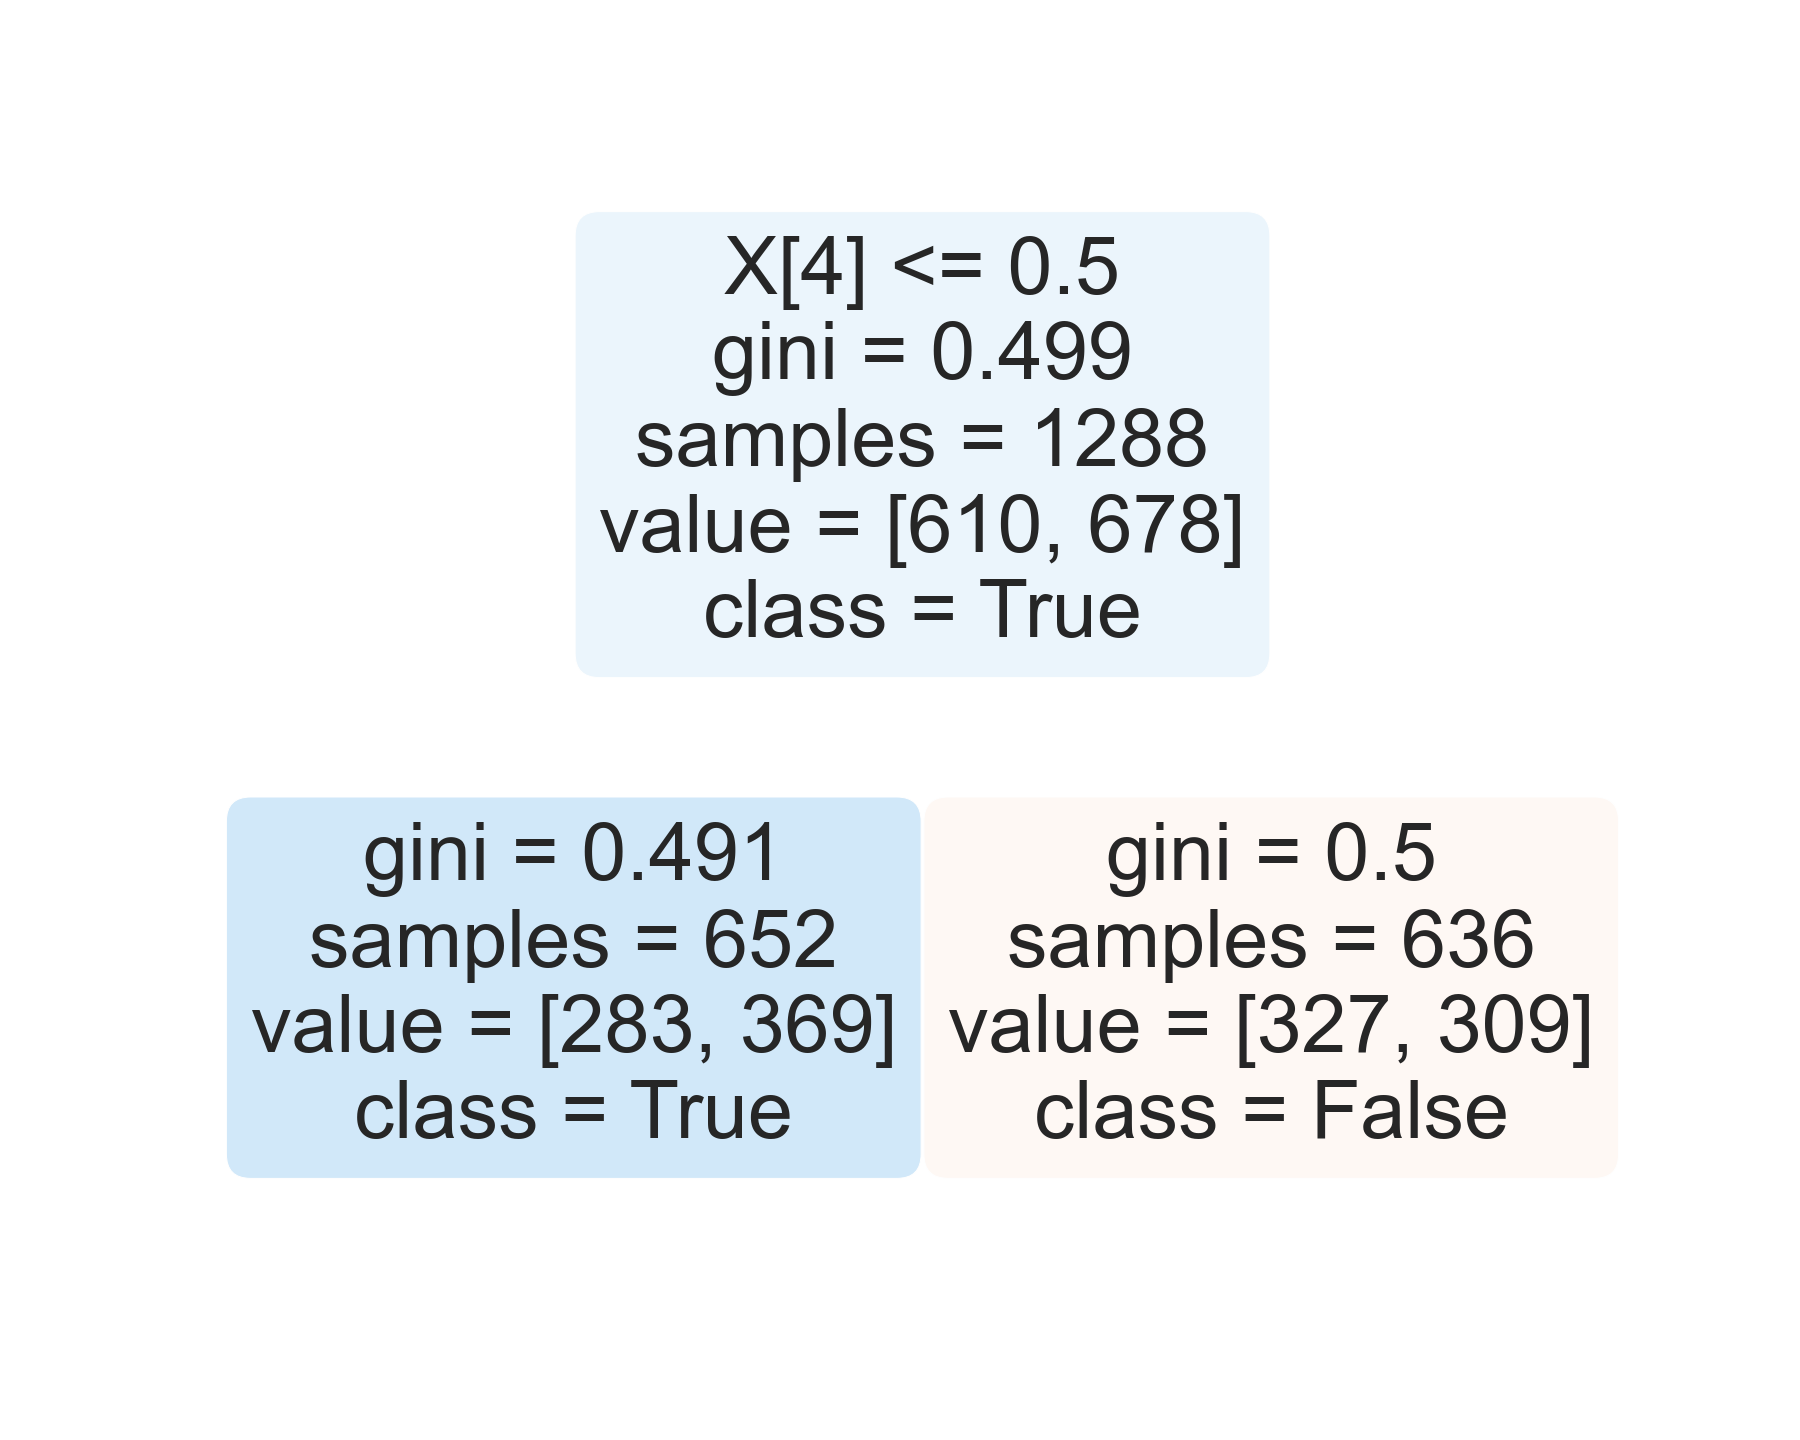 X[4] <= 0.5
gini = 0.499
samples = 1288
value = [610, 678]
class = True
gini = 0.491
samples = 652
value = [283, 369]
class = True
gini = 0.5
samples = 636
value = [327, 309]
class = False